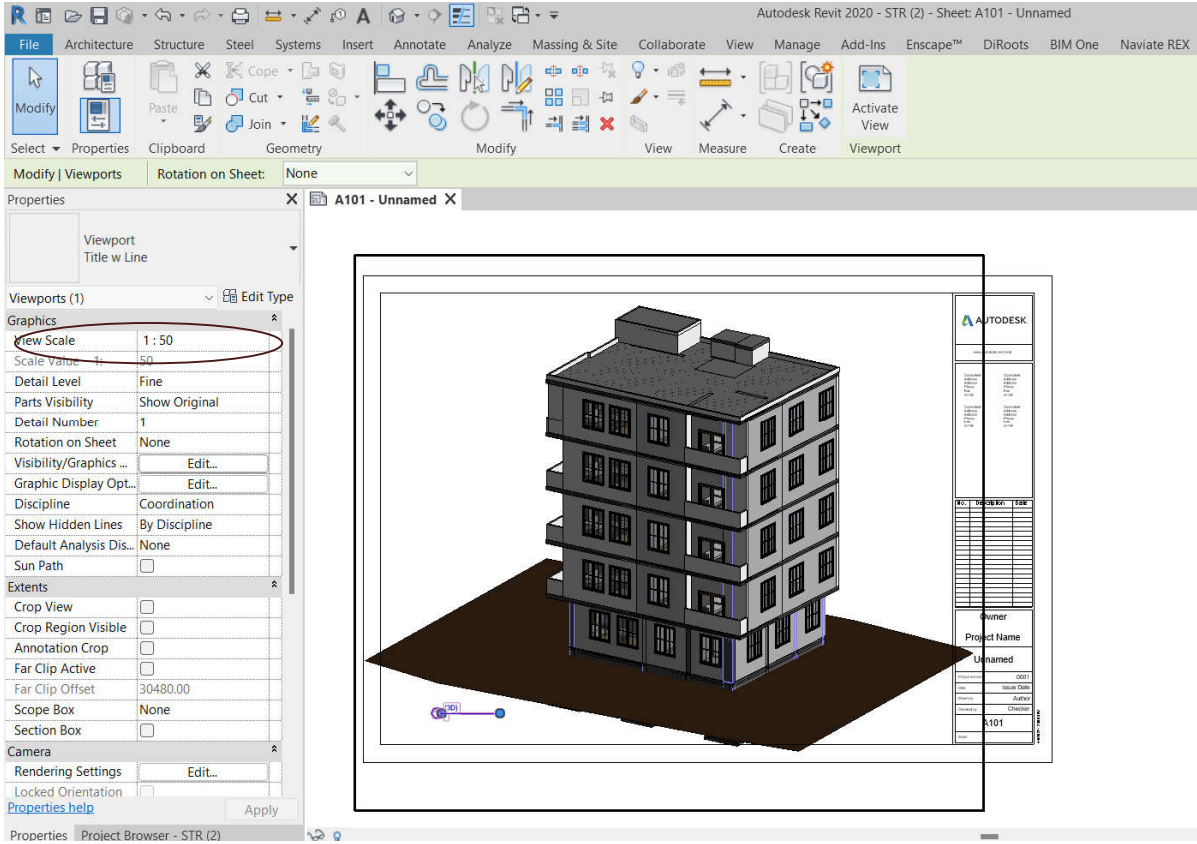 Autodesk Revit 2020 - STR (2) - Sheet: A101 - Unnamed
File Architecture Structure Steel Systems Insert Annotate Analyze Massing & Site Collaborate View Manage Add-Ins Enscape™ DiRoots BIM One Naviate REX
Cope
Modify Paste Cut Activate
View
Join
Select Properties Clipboard Geometry Modify View Measure Create Viewport
Modify | Viewports Rotation on Sheet: None
Properties X A101 - Unnamed X
Viewport
Title w Line
Viewports (1) Edit Type
Graphics
View Scale 1 : 50
Scale Value 1: 50
Detail Level Fine
Parts Visibility Show Original
Detail Number 1
Rotation on Sheet None
Visibility/Graphics ... Edit...
Graphic Display Opt... Edit...
Discipline Coordination
Show Hidden Lines By Discipline
Default Analysis Dis... None
Sun Path
Extents
Crop View
Crop Region Visible
Annotation Crop
Far Clip Active
Far Clip Offset 30480.00
Scope Box None
Section Box
Camera
Rendering Settings Edit...
Locked Orientation
Properties help Apply
Properties Project Browser - STR (2)
AUTODESK
No. Description Date
Owner
Project Name
Unnamed
0001
Issue Date
Author
Checker
A101
{3D}